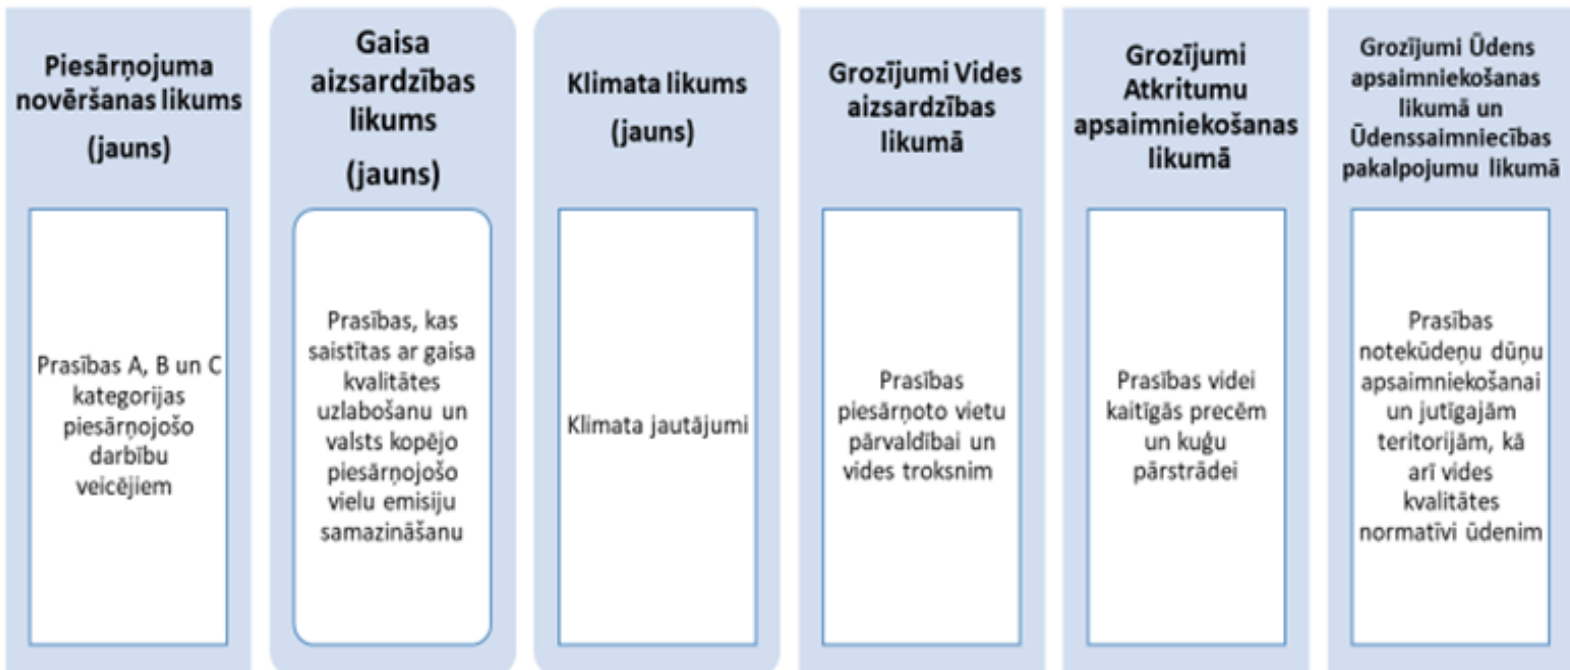 Piesārņojuma
novēršanas likums
(jauns)
Prasības A, B un C
kategorijas
piesārņojošo
darbību
veicējiem
Gaisa
aizsardzības
likums
(jauns)
Prasības, kas
saistītas ar gaisa
kvalitātes
uzlabošanu un
valsts kopējo
piesārņojošo
vielu emisiju
samazināšanu
Klimata likums
(jauns)
Klimata jautājumi
Grozījumi Vides
aizsardzības
likumā
Prasības
piesārņoto vietu
pārvaldībai un
vides troksnim
Grozījumi
Atkritumu
apsaimniekošanas
likumā
Prasības videi
kaitīgās precēm
un kuģu
pārstrādei
Grozījumi Ūdens
apsaimniekošanas
likumā un
Ūdenssaimniecības
pakalpojumu likumā
Prasības
notekūdeņu dūņu
apsaimniekošanai
un jutīgajām
teritorijām, kā
arī vides
kvalitātes
normatīvi ūdenim